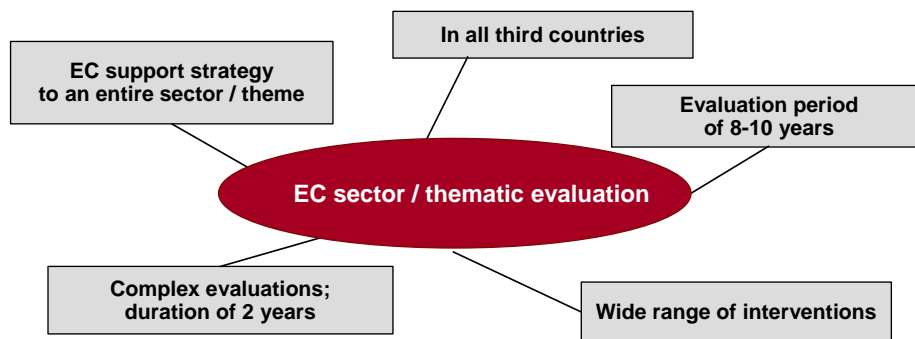 In all third countries
EC support strategy
to an entire sector / theme
Evaluation period
of 8-10 years
EC sector / thematic evaluation
Complex evaluations;
duration of 2 years
Wide range of interventions